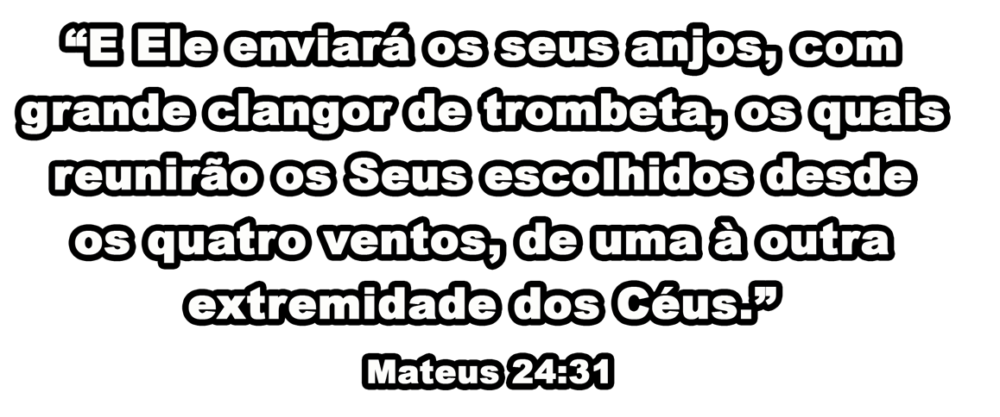 “E Ele enviará os seus anjos, com
grande clangor de trombeta, os quais
reunirão os Seus escolhidos desde
os quatro ventos, de uma à outra
extremidade dos Céus.”
Mateus 24:31